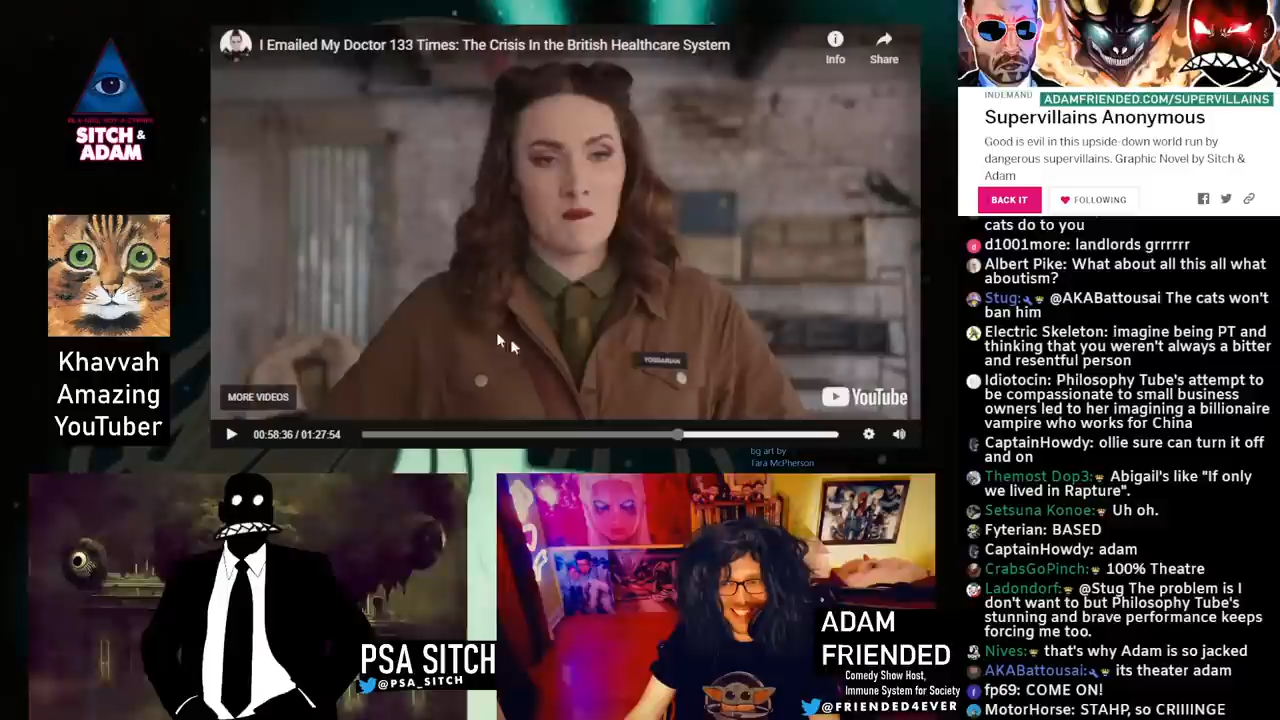 I Emailed My Doctor 133 Times: The Crisis In the British Healthcare System
Info
Share
SITCH &
ADAM
Khavvah
Amazing
YouTuber
YOSSARIAN
MORE VIDEOS
YouTube
00:58:36 / 01:27:54
bg art by
Tara McPherson
PSA SITCH
@PSA_SITCH
ADAM
FRIENDED
Comedy Show Host,
Immune System for Society
@FRIENDED4EVER
INDEMAND
ADAMFRIENDED.COM/SUPERVILLAINS
Supervillains Anonymous
Good is evil in this upside-down world run by
dangerous supervillains. Graphic Novel by Sitch &
Adam
BACK IT
FOLLOWING
cats do to you
d1001more: landlords grrrrrr
Albert Pike: What about all this all what
aboutism?
Stug: @AKABattousai The cats won't
ban him
Electric Skeleton: imagine being PT and
thinking that you weren't always a bitter
and resentful person
Idiotocin: Philosophy Tube's attempt to
be compassionate to small business
owners led to her imagining a billionaire
vampire who works for China
CaptainHowdy: ollie sure can turn it off
and on
Themost Dop3: Abigail's like "If only
we lived in Rapture".
Setsuna Konoe: Uh oh.
Fyterian: BASED
CaptainHowdy: adam
CrabsGoPinch: 100% Theatre
Ladondorf: @Stug The problem is I
don't want to but Philosophy Tube's
stunning and brave performance keeps
forcing me too.
Nives: that's why Adam is so jacked
AKABattousai: its theater adam
fp69: COME ON!
MotorHorse: STAHP, so CRIIIINGE